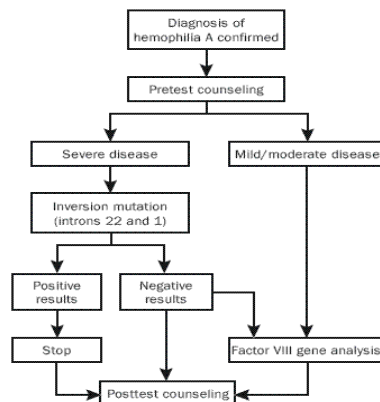 Diagnosis of
hemophilia A confirmed
Pretest counseling
Severe disease
Mild/moderate disease
Inversion mutation
(introns 22 and 1)
Positive
results
Negative
results
Stop
Factor VIII gene analysis
Posttest counseling